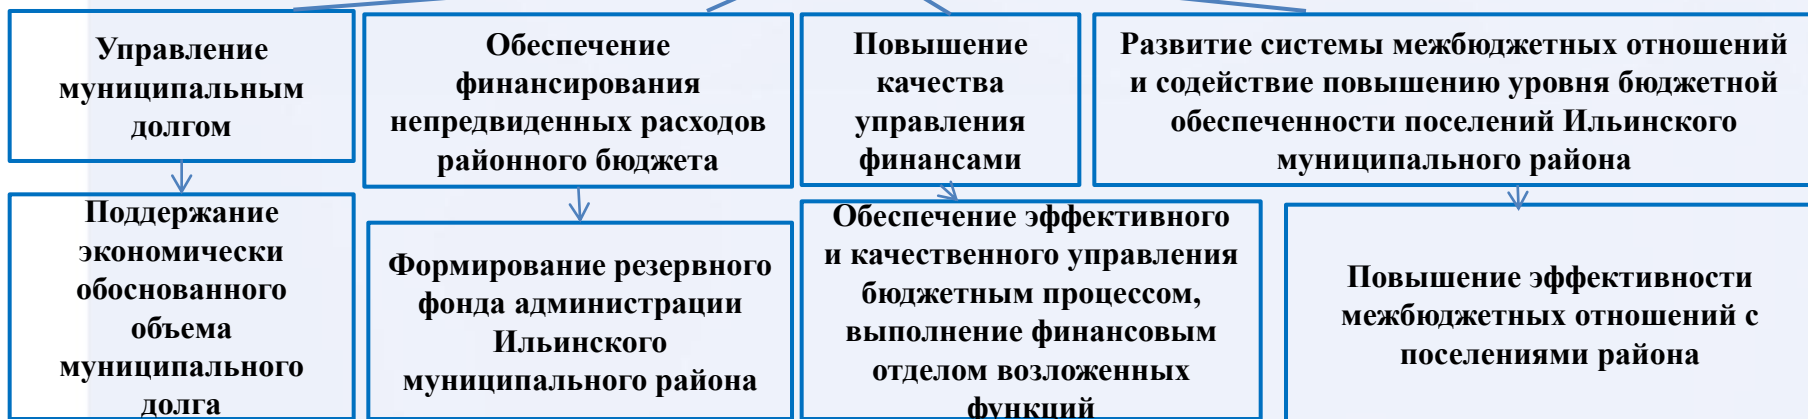 Управление
муниципальным
долгом
Обеспечение
финансирования
непредвиденных расходов
районного бюджета
Повышение
качества
управления
финансами
Развитие системы межбюджетных отношений
и содействие повышению уровня бюджетной
обеспеченности поселений Ильинского
муниципального района
Поддержание
экономически
обоснованного
объема
муниципального
долга
Формирование резервного
фонда администрации
Ильинского
муниципального района
Обеспечение эффективного
и качественного управления
бюджетным процессом,
выполнение финансовым
отделом возложенных
функций
Повышение эффективности
межбюджетных отношений с
поселениями района